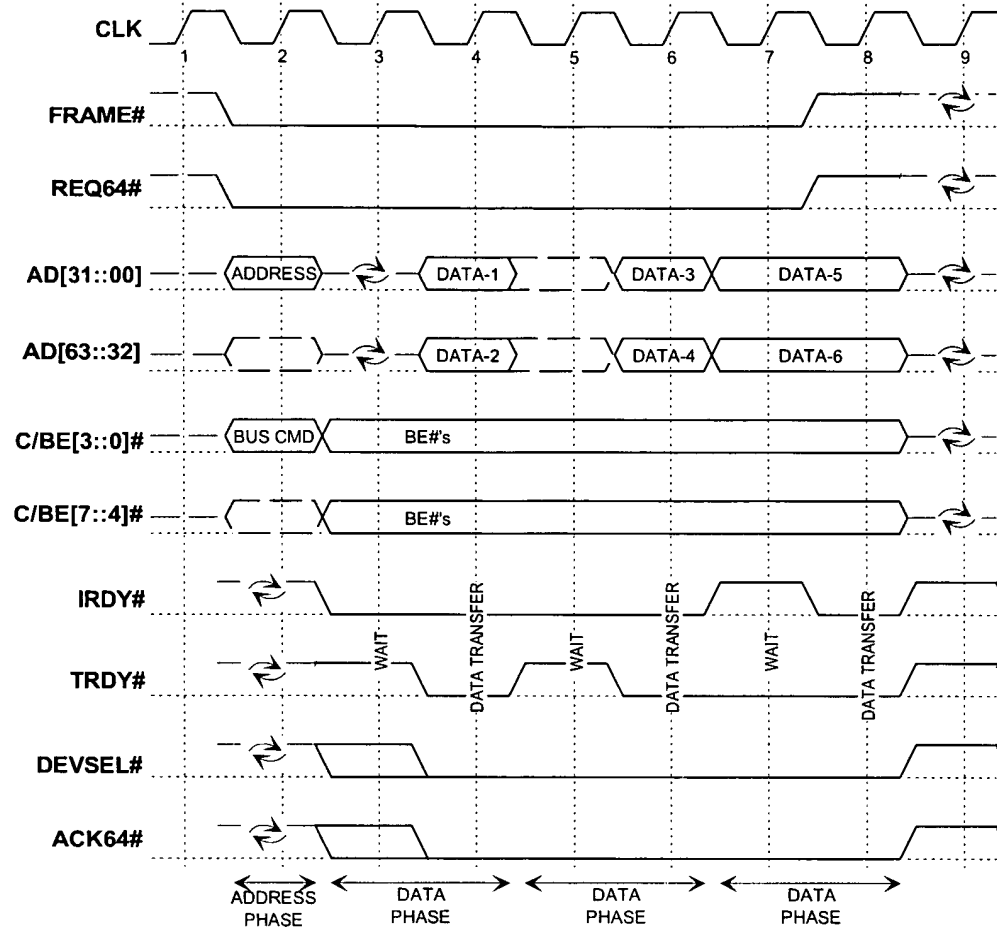 CLK
1 2 3 4 5 6 7 8 9
FRAME#
REQ64#
AD[31::00] ADDRESS DATA-1 DATA-3 DATA-5
AD[63::32] DATA-2 DATA-4 DATA-6
C/BE[3::0]# BUS CMD BE#'s
C/BE[7::4]# BE#'s
IRDY#
WAIT
DATA TRANSFER
WAIT
DATA TRANSFER
WAIT
DATA TRANSFER
TRDY#
DEVSEL#
ACK64#
ADDRESS
PHASE
DATA
PHASE
DATA
PHASE
DATA
PHASE